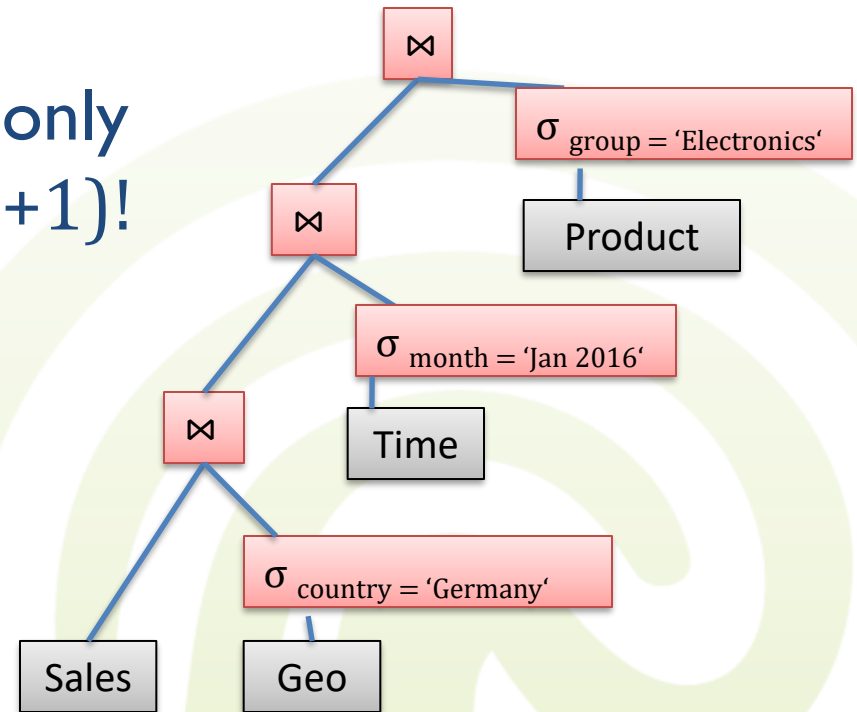 ⋈
only
σ group = ‘Electronics‘
+1)!
⋈
Product
σ month = ‘Jan 2016‘
⋈
Time
σ country = ‘Germany‘
Sales
Geo